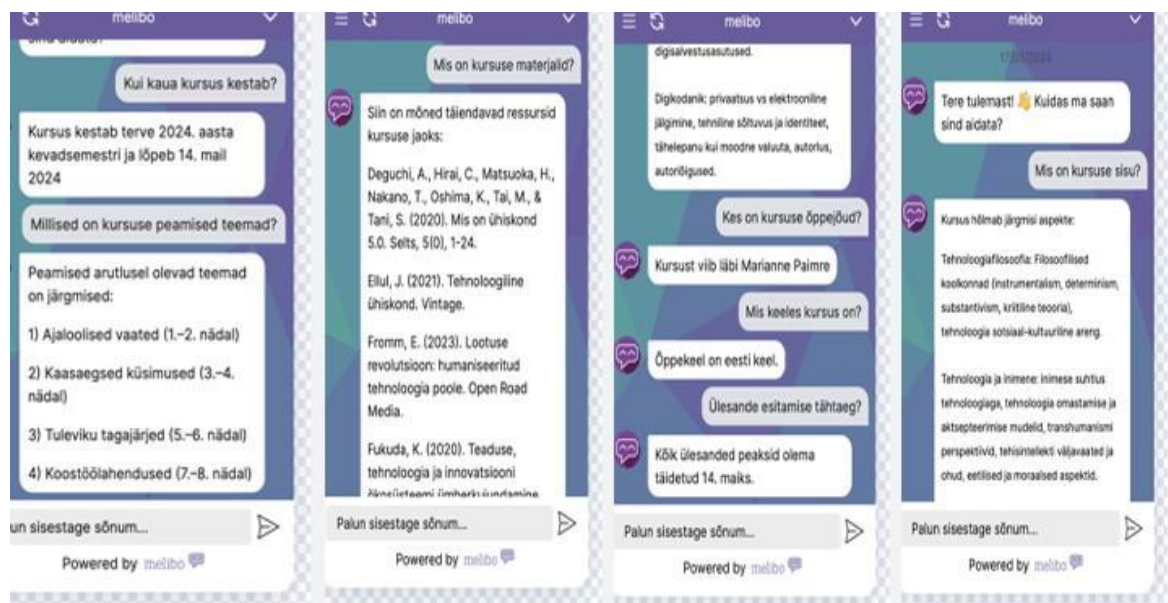 melibo
Kui kaua kursus kestab?
Kursus kestab terve 2024. aasta
kevadsemestri ja lõpeb 14. mail
2024
Millised on kursuse peamised teemad?
Peamised arutlusel olevad teemad
on järgmised:
1) Ajaloolised vaated (1.–2. nädal)
2) Kaasaegsed küsimused (3.–4.
nädal)
3) Tuleviku tagajärjed (5.–6. nädal)
4) Koostöölahendused (7.–8. nädal)
un sisestage sõnum...
Powered by melibo
melibo
Mis on kursuse materjalid?
Siin on mõned täiendavad ressursid
kursuse jaoks:
Deguchi, A., Hirai, C., Matsuoka, H.,
Nakano, T., Oshima, K., Tai, M., &
Tani, S. (2020). Mis on ühiskond
5.0. Selts, 5(0), 1-24.
Ellul, J. (2021). Tehnoloogiline
ühiskond. Vintage.
Fromm, E. (2023). Lootuse
revolutsioon: humaniseeritud
tehnoloogia poole. Open Road
Media.
Fukuda, K. (2020). Teaduse,
tehnoloogia ja innovatsiooni
ökosüsteemi ümberkujundamine
Palun sisestage sõnum...
Powered by melibo
melibo
digisalvestusasutused.
Digikodanik: privaatsus vs elektrooniline
jälgimine, tehniline sõltuvus ja identiteet,
tähelepanu kui moodne valuuta, autorlus,
autoriõigused.
Kes on kursuse õppejõud?
Kursust viib läbi Marianne Paimre
Mis keeles kursus on?
Õppekeel on eesti keel.
Ülesande esitamise tähtaeg?
Kõik ülesanded peaksid olema
täidetud 14. maiks.
Palun sisestage sõnum...
Powered by melibo
melibo
Tere tulemast! 👋 Kuidas ma saan
sind aidata?
Mis on kursuse sisu?
Kursus hõlmab järgmisi aspekte:
Tehnoloogiafilosoofia: Filosoofilised
koolkonnad (instrumentalism, determinism,
substantivism, kriitiline teooria),
tehnoloogia sotsiaal-kultuuriline areng.
Tehnoloogia ja inimene: inimese suhtlus
tehnoloogiaga, tehnoloogia omastamise ja
aktsepteerimise mudelid, transhumanismi
perspektiivid, tehisintellekti väljavaated ja
ohud, eetilised ja moraalsed aspektid.
Palun sisestage sõnum...
Powered by melibo